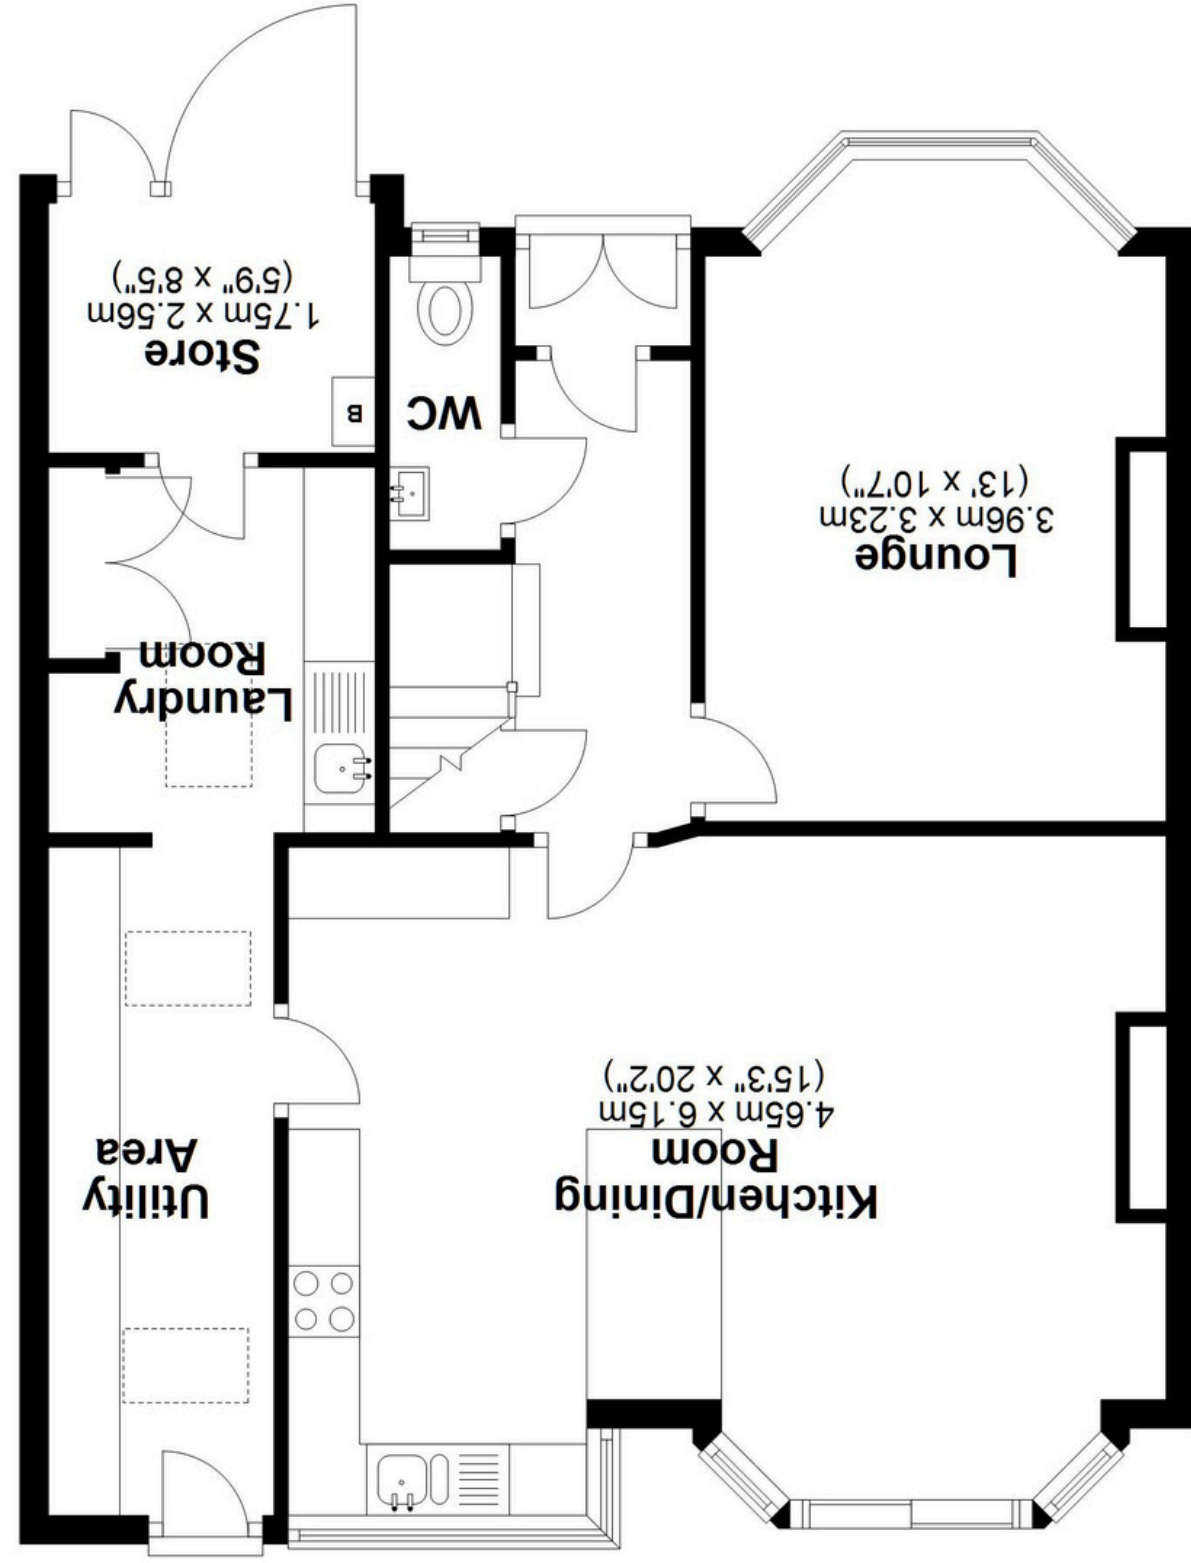 Kitchen/Dining
Room
4.65m x 6.15m
(15'3" x 20'2")
Utility
Area
Lounge
3.96m x 3.23m
(13' x 10'7")
Laundry
Room
WC
B
Store
1.75m x 2.56m
(5'9" x 8'5")